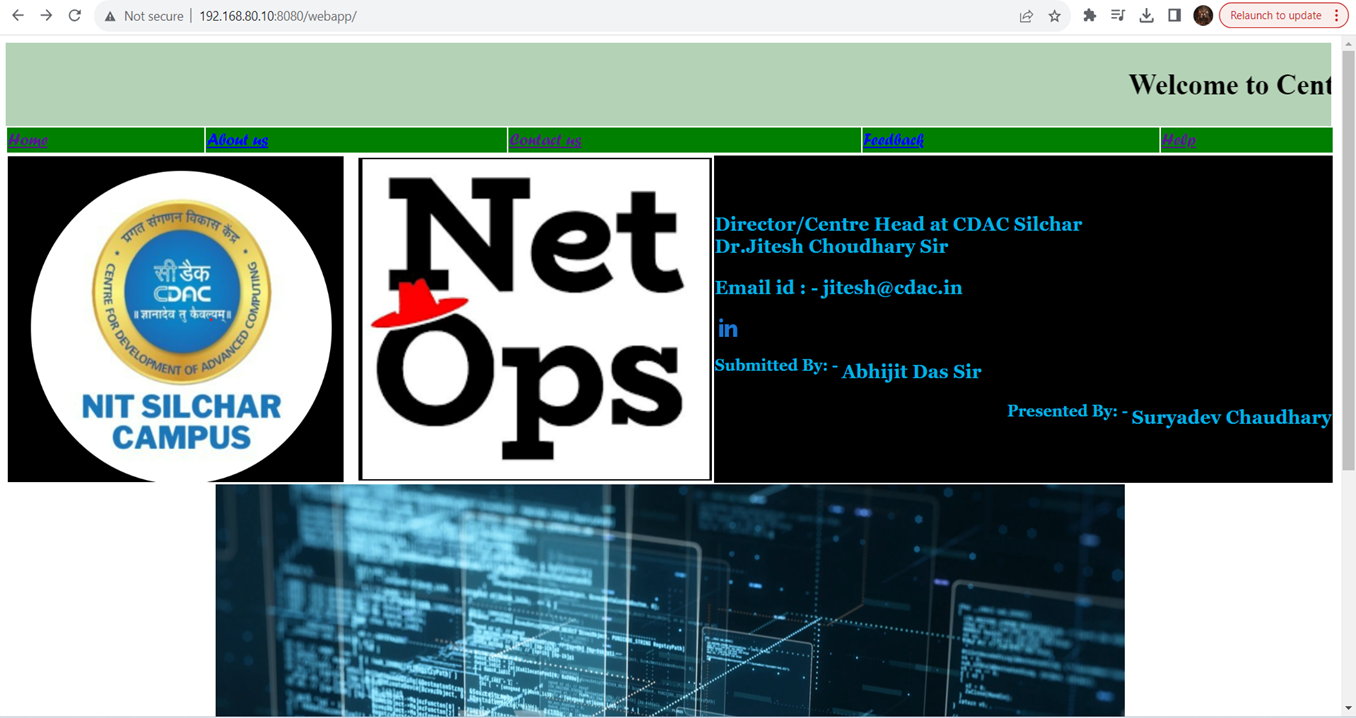 Not secure
192.168.80.10:8080/webapp/
Relaunch to update
Welcome to Cent
Home
About us
Contact us
Feedback
Help
प्रगत संगणन विकास केंद्र
सी डैक
CDAC
॥ज्ञानादेव तु कैवल्यम्॥
CENTRE FOR DEVELOPMENT OF ADVANCED COMPUTING
NIT SILCHAR
CAMPUS
Net
Ops
Director/Centre Head at CDAC Silchar
Dr.Jitesh Choudhary Sir
Email id : - jitesh@cdac.in
in
Submitted By: - Abhijit Das Sir
Presented By: - Suryadev Chaudhary